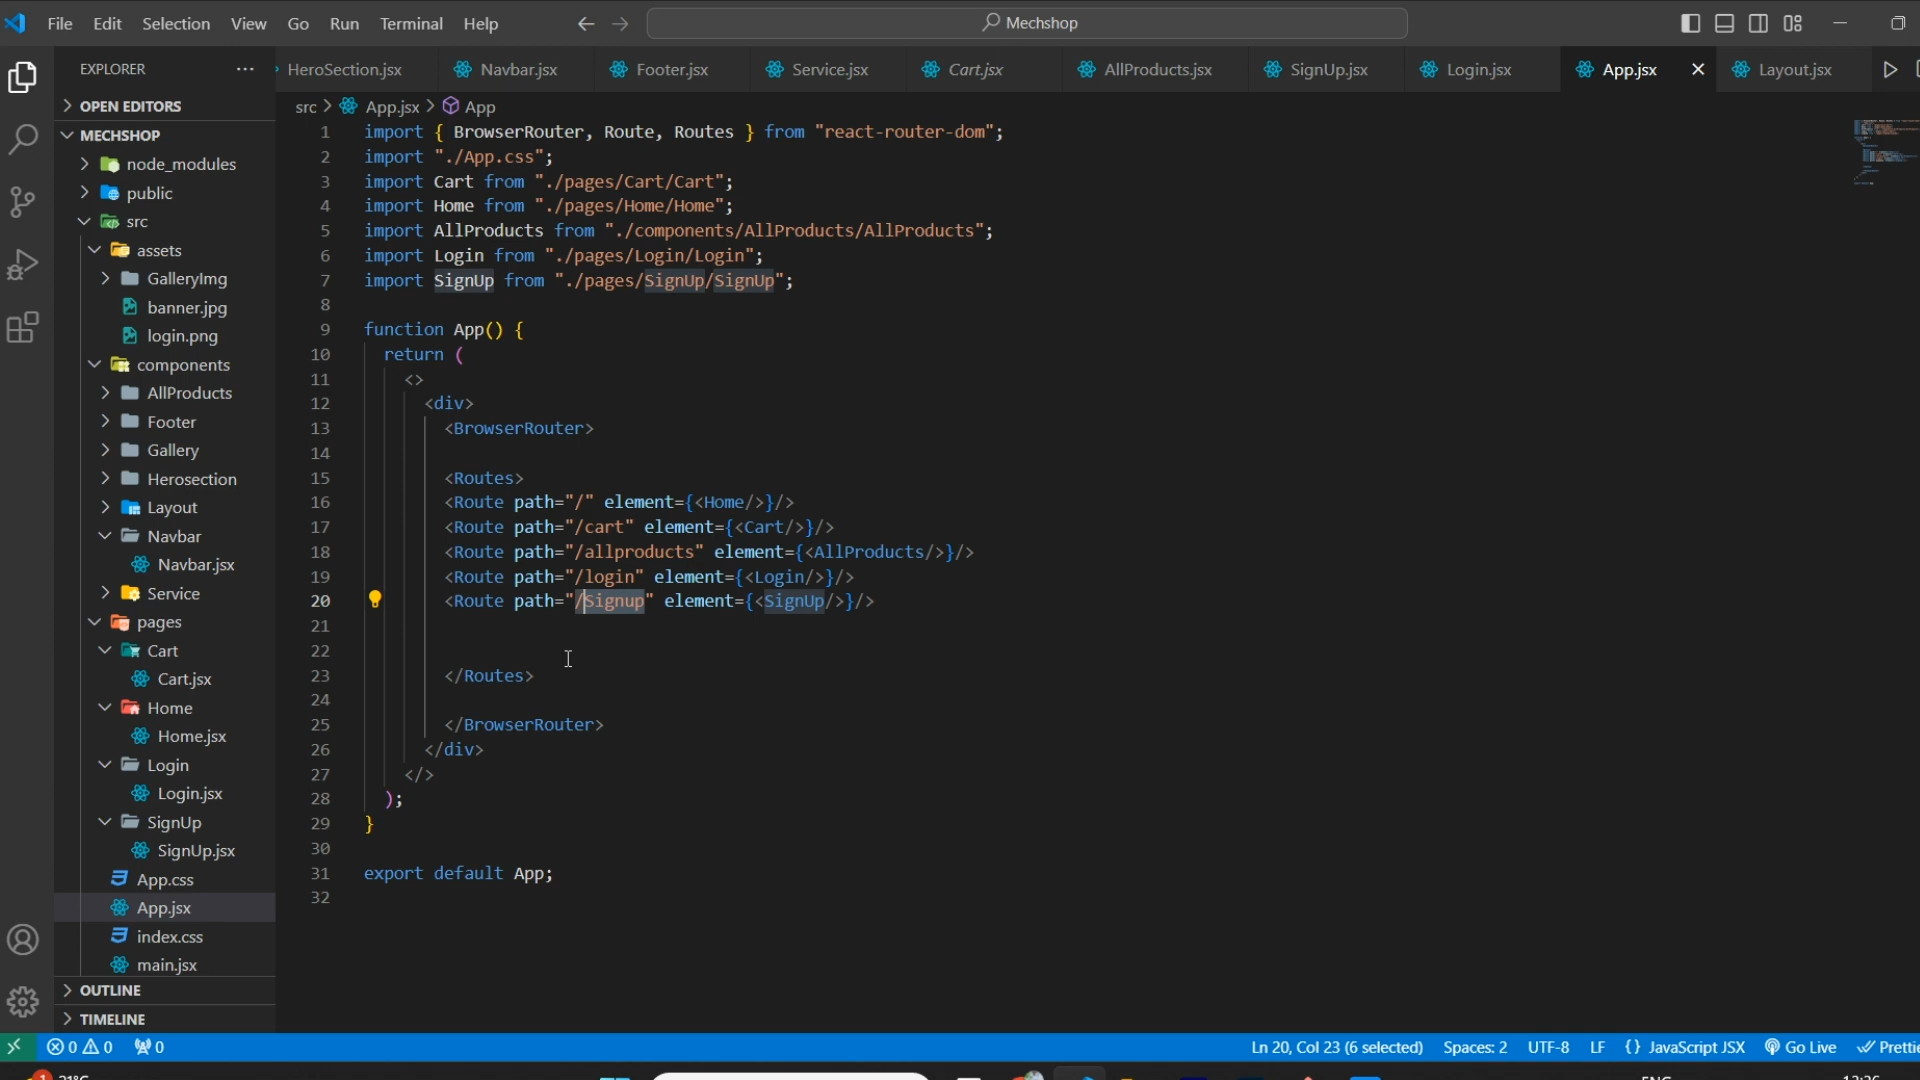 File Edit Selection View Go Run Terminal Help
Mechshop
EXPLORER
HeroSection.jsx Navbar.jsx Footer.jsx Service.jsx Cart.jsx AllProducts.jsx SignUp.jsx Login.jsx App.jsx Layout.jsx
OPEN EDITORS
MECHSHOP
node_modules
public
src
assets
GalleryImg
banner.jpg
login.png
components
AllProducts
Footer
Gallery
Herosection
Layout
Navbar
Navbar.jsx
Service
pages
Cart
Cart.jsx
Home
Home.jsx
Login
Login.jsx
SignUp
SignUp.jsx
App.css
App.jsx
index.css
main.jsx
OUTLINE
TIMELINE
src > App.jsx > App
1 import { BrowserRouter, Route, Routes } from "react-router-dom";
2 import "./App.css";
3 import Cart from "./pages/Cart/Cart";
4 import Home from "./pages/Home/Home";
5 import AllProducts from "./components/AllProducts/AllProducts";
6 import Login from "./pages/Login/Login";
7 import SignUp from "./pages/SignUp/SignUp";
8
9 function App() {
10 return (
11 <>
12 <div>
13 <BrowserRouter>
14
15 <Routes>
16 <Route path="/" element={<Home/>}/>
17 <Route path="/cart" element={<Cart/>}/>
18 <Route path="/allproducts" element={<AllProducts/>}/>
19 <Route path="/login" element={<Login/>}/>
20 <Route path="/Signup" element={<SignUp/>}/>
21
22
23 </Routes>
24
25 </BrowserRouter>
26 </div>
27 </>
28 );
29 }
30
31 export default App;
32
0 0 0 Ln 20, Col 23 (6 selected) Spaces: 2 UTF-8 LF {} JavaScript JSX Go Live Prettie